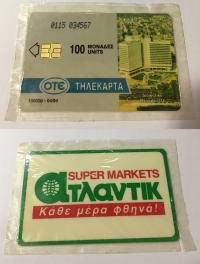 0115 034567
100 ΜΟΝΑΔΕΣ
UNITS
ΟΤΕ ΤΗΛΕΚΑΡΤΑ
SUPER MARKETS
ατλαντικ
Κάθε μέρα φθηνά!